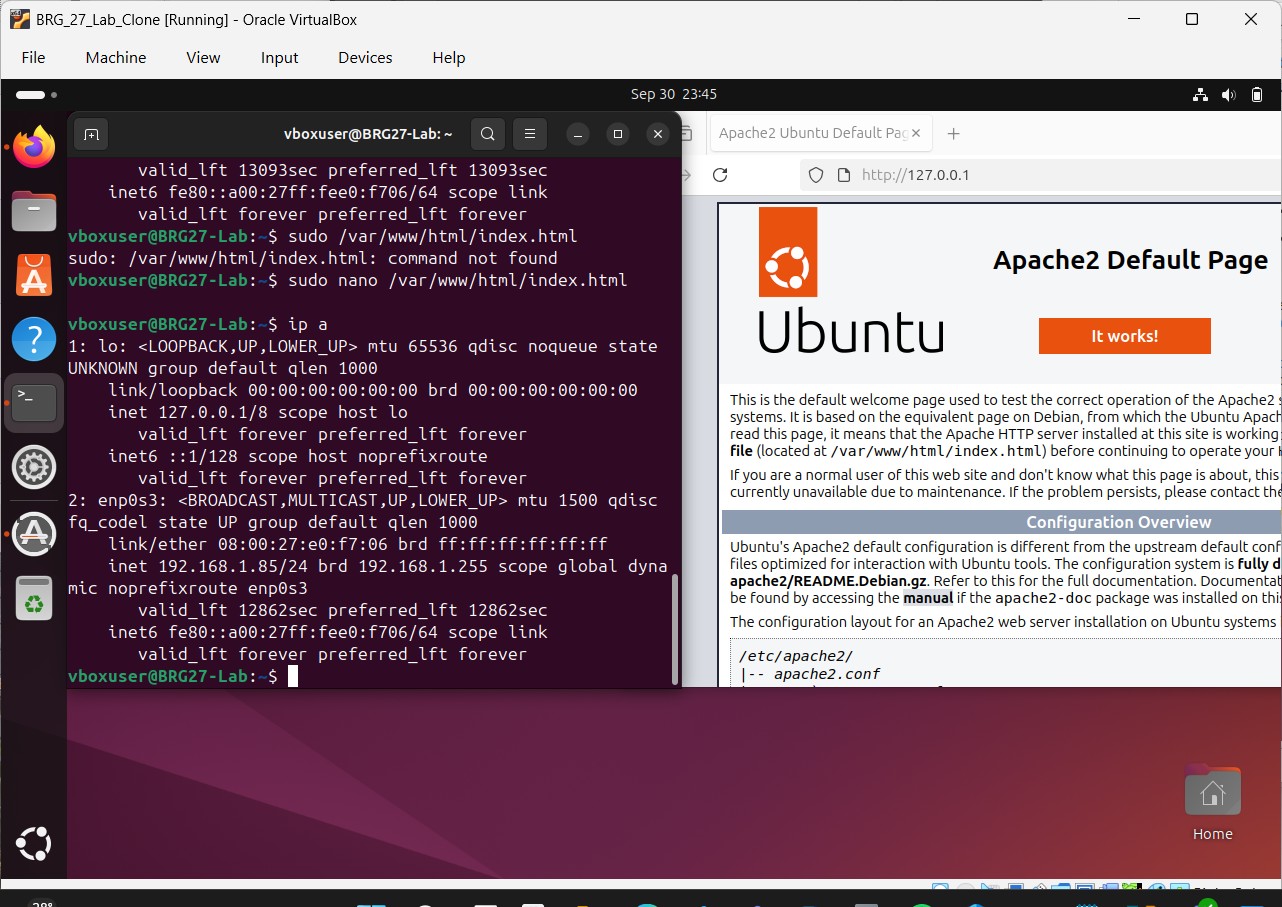 BRG_27_Lab_Clone [Running] - Oracle VirtualBox
File Machine View Input Devices Help
Sep 30 23:45
vboxuser@BRG27-Lab: ~
valid_lft 13093sec preferred_lft 13093sec
inet6 fe80::a00:27ff:fee0:f706/64 scope link
valid_lft forever preferred_lft forever
vboxuser@BRG27-Lab:~$ sudo /var/www/html/index.html
sudo: /var/www/html/index.html: command not found
vboxuser@BRG27-Lab:~$ sudo nano /var/www/html/index.html
vboxuser@BRG27-Lab:~$ ip a
1: lo: <LOOPBACK,UP,LOWER_UP> mtu 65536 qdisc noqueue state
UNKNOWN group default qlen 1000
link/loopback 00:00:00:00:00:00 brd 00:00:00:00:00:00
inet 127.0.0.1/8 scope host lo
valid_lft forever preferred_lft forever
inet6 ::1/128 scope host noprefixroute
valid_lft forever preferred_lft forever
2: enp0s3: <BROADCAST,MULTICAST,UP,LOWER_UP> mtu 1500 qdisc
fq_codel state UP group default qlen 1000
link/ether 08:00:27:e0:f7:06 brd ff:ff:ff:ff:ff:ff
inet 192.168.1.85/24 brd 192.168.1.255 scope global dyna
mic noprefixroute enp0s3
valid_lft 12862sec preferred_lft 12862sec
inet6 fe80::a00:27ff:fee0:f706/64 scope link
valid_lft forever preferred_lft forever
vboxuser@BRG27-Lab:~$
Apache2 Ubuntu Default Pag
http://127.0.0.1
Ubuntu
Apache2 Default Page
It works!
This is the default welcome page used to test the correct operation of the Apache2 s
systems. It is based on the equivalent page on Debian, from which the Ubuntu Apach
read this page, it means that the Apache HTTP server installed at this site is working
file (located at /var/www/html/index.html) before continuing to operate your H
If you are a normal user of this web site and don't know what this page is about, this
currently unavailable due to maintenance. If the problem persists, please contact the
Configuration Overview
Ubuntu's Apache2 default configuration is different from the upstream default conf
files optimized for interaction with Ubuntu tools. The configuration system is fully d
apache2/README.Debian.gz. Refer to this for the full documentation. Documentat
be found by accessing the manual if the apache2-doc package was installed on this
The configuration layout for an Apache2 web server installation on Ubuntu systems
/etc/apache2/
|-- apache2.conf
Home